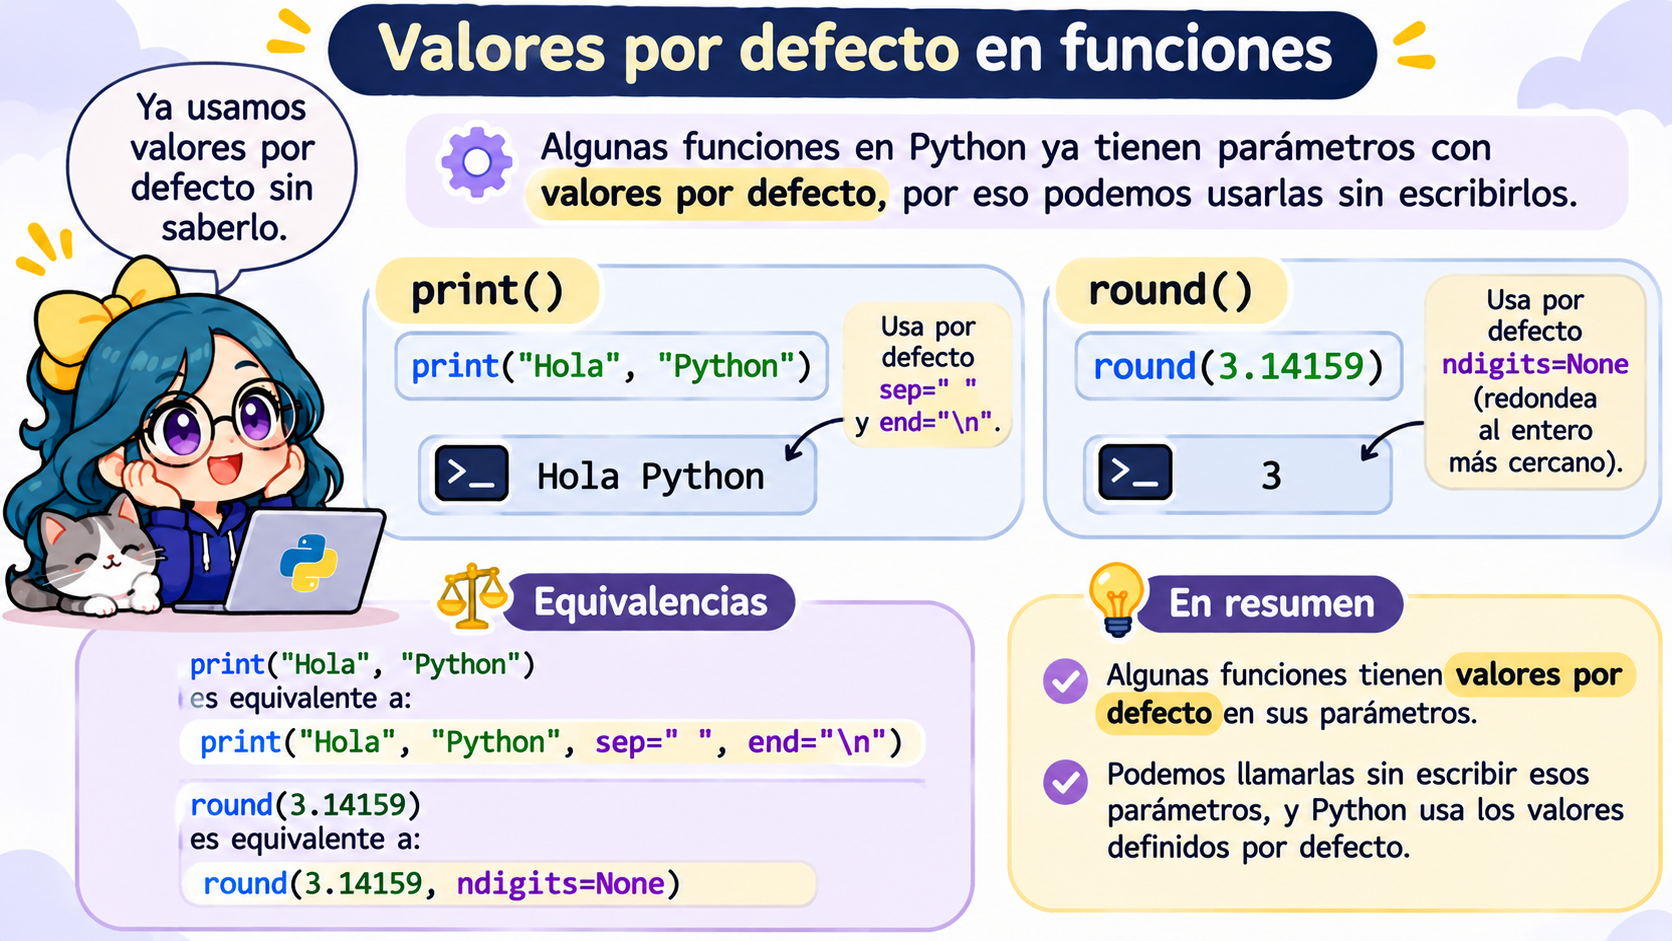 Valores por defecto en funciones
Ya usamos
valores por
defecto sin
saberlo.
Algunas funciones en Python ya tienen parámetros con
valores por defecto, por eso podemos usarlas sin escribirlos.
print()
print("Hola", "Python")
Usa por
defecto
sep=" "
y end="\n".
>_ Hola Python
round()
round(3.14159)
Usa por
defecto
ndigits=None
(redondea
al entero
más cercano).
>_ 3
Equivalencias
print("Hola", "Python")
es equivalente a:
print("Hola", "Python", sep=" ", end="\n")
round(3.14159)
es equivalente a:
round(3.14159, ndigits=None)
En resumen
Algunas funciones tienen valores por
defecto en sus parámetros.
Podemos llamarlas sin escribir esos
parámetros, y Python usa los valores
definidos por defecto.